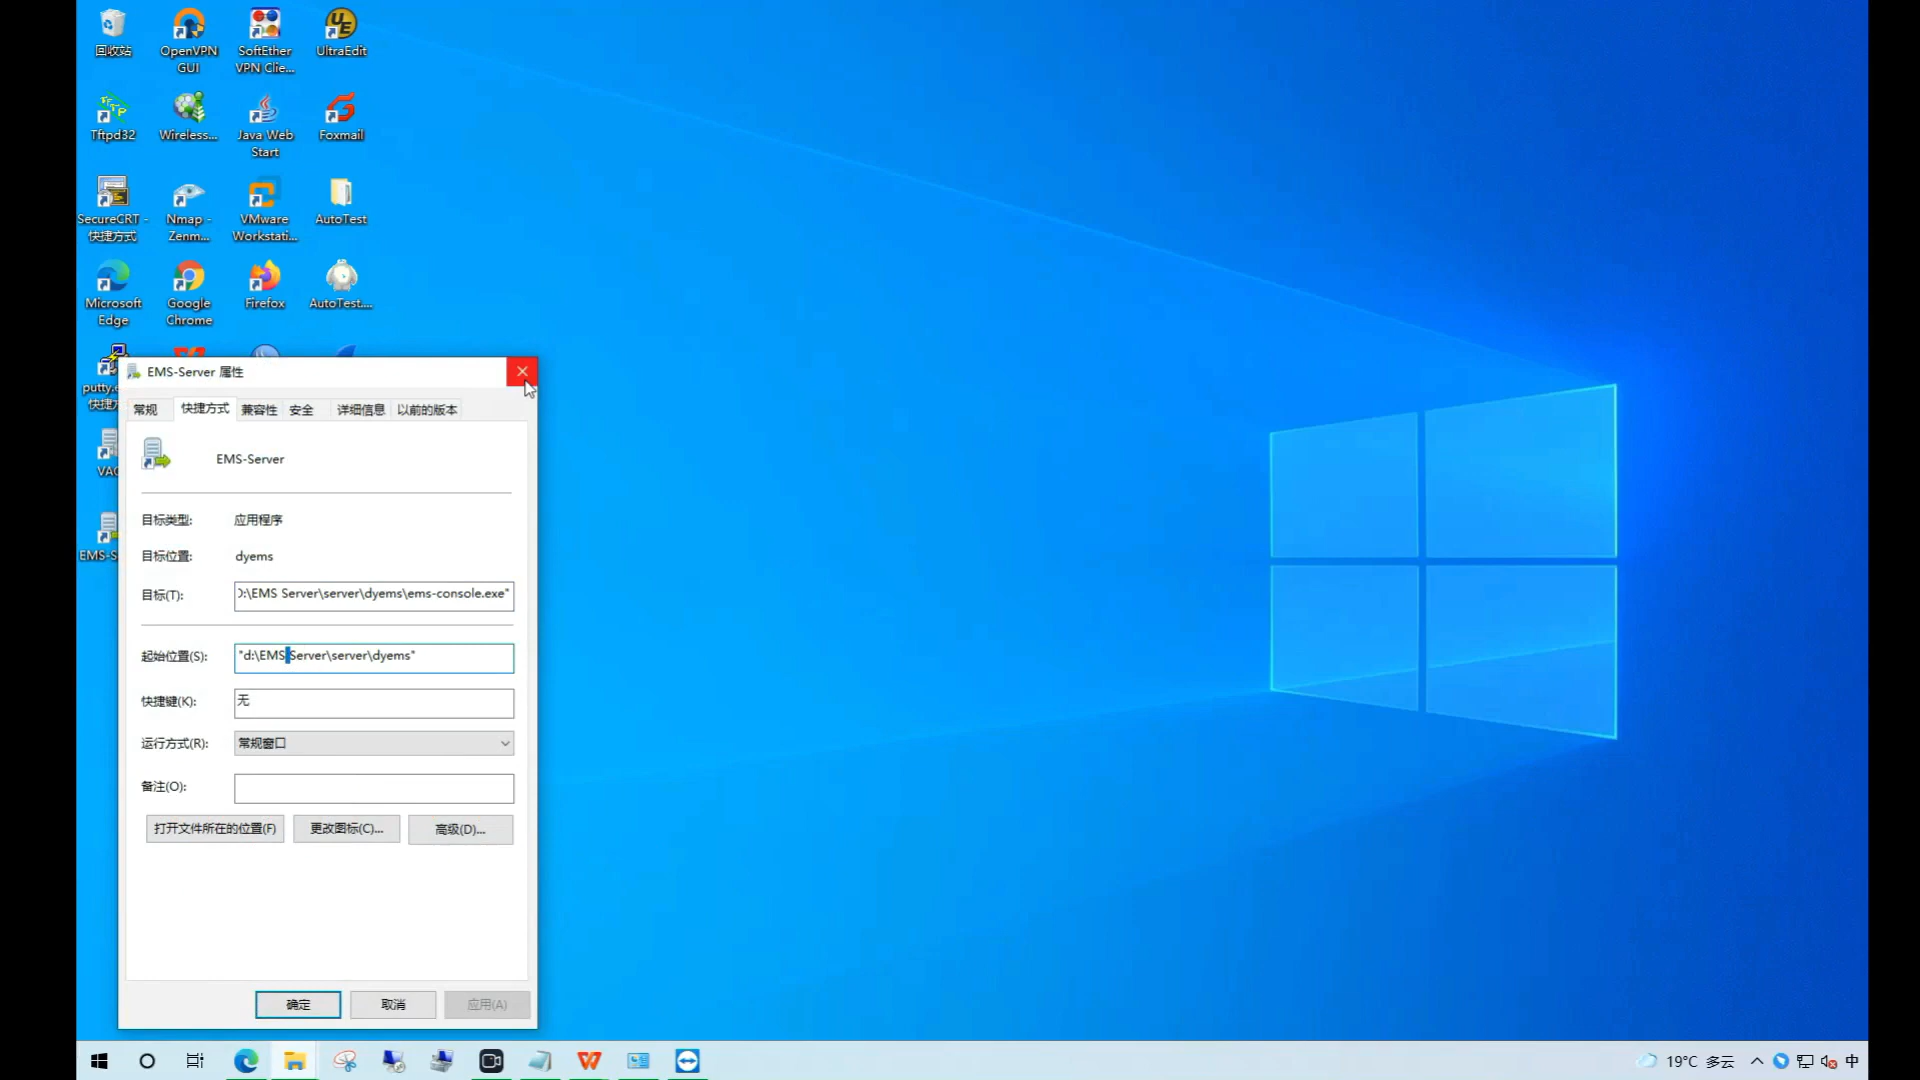 回收站
OpenVPN
GUI
SoftEther
VPN Clie...
UltraEdit
Tftpd32
Wireless...
Java Web
Start
Foxmail
SecureCRT -
快捷方式
Nmap -
Zenm...
VMware
Workstati...
AutoTest
Microsoft
Edge
Google
Chrome
Firefox
AutoTest....
putty.e
快捷方
VAC
EMS-S
EMS-Server 属性
常规
快捷方式
兼容性
安全
详细信息
以前的版本
EMS-Server
目标类型:
应用程序
目标位置:
dyems
目标(T):
D:\EMS Server\server\dyems\ems-console.exe"
起始位置(S):
"d:\EMS Server\server\dyems"
快捷键(K):
无
运行方式(R):
常规窗口
备注(O):
打开文件所在的位置(F)
更改图标(C)...
高级(D)...
确定
取消
应用(A)
19°C 多云
中